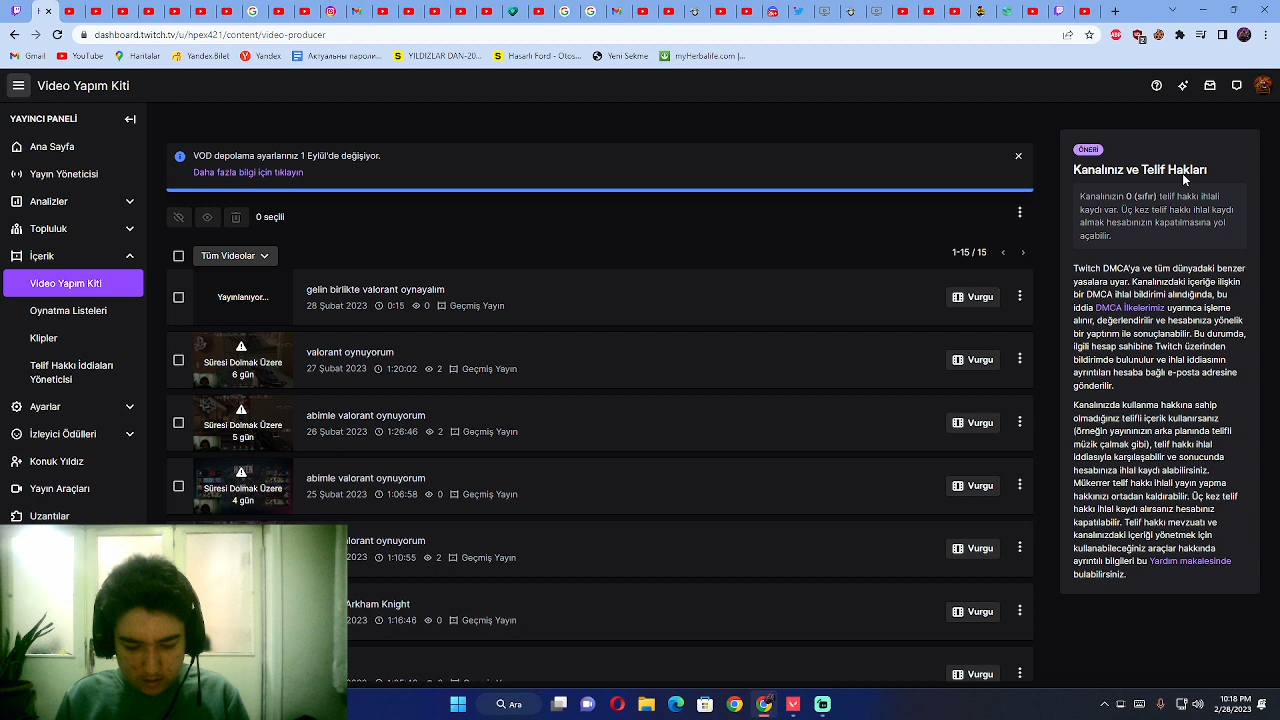 dashboard.twitch.tv/u/hpex421/content/video-producer
Gmail
YouTube
Haritalar
Yandex.Bilet
Yandex
Актуальны пароли...
YILDIZLAR DAN-20...
Hasarlı Ford - Otos...
Yeni Sekme
myHerbalife.com |...
Video Yapım Kiti
YAYINCI PANELİ
Ana Sayfa
Yayın Yöneticisi
Analizler
Topluluk
İçerik
Video Yapım Kiti
Oynatma Listeleri
Klipler
Telif Hakkı İddiaları
Yöneticisi
Ayarlar
İzleyici Ödülleri
Konuk Yıldız
Yayın Araçları
Uzantılar
VOD depolama ayarlarınız 1 Eylül'de değişiyor.
Daha fazla bilgi için tıklayın
0 seçili
Tüm Videolar
1-15 / 15
Yayınlanıyor...
gelin birlikte valorant oynayalım
28 Şubat 2023 0:15 0 Geçmiş Yayın
Vurgu
Süresi Dolmak Üzere
6 gün
valorant oynuyorum
27 Şubat 2023 1:20:02 2 Geçmiş Yayın
Vurgu
Süresi Dolmak Üzere
5 gün
abimle valorant oynuyorum
26 Şubat 2023 1:26:46 2 Geçmiş Yayın
Vurgu
Süresi Dolmak Üzere
4 gün
abimle valorant oynuyorum
25 Şubat 2023 1:06:58 0 Geçmiş Yayın
Vurgu
alorant oynuyorum
2023 1:10:55 2 Geçmiş Yayın
Vurgu
Arkham Knight
2023 1:16:46 0 Geçmiş Yayın
Vurgu
Vurgu
ÖNERİ
Kanalınız ve Telif Hakları
Kanalınızın 0 (sıfır) telif hakkı ihlali
kaydı var. Üç kez telif hakkı ihlal kaydı
almak hesabınızın kapatılmasına yol
açabilir.
Twitch DMCA'ya ve tüm dünyadaki benzer
yasalara uyar. Kanalınızdaki içeriğe ilişkin
bir DMCA ihlal bildirimi alındığında, bu
iddia DMCA İlkelerimiz uyarınca işleme
alınır, değerlendirilir ve hesabınıza yönelik
bir yaptırım ile sonuçlanabilir. Bu durumda,
ilgili hesap sahibine Twitch üzerinden
bildirimde bulunulur ve ihlal iddiasının
ayrıntıları hesaba bağlı e-posta adresine
gönderilir.
Kanalınızda kullanma hakkına sahip
olmadığınız telifli içerik kullanırsanız
(örneğin yayınınızın arka planında telifli
müzik çalmak gibi), telif hakkı ihlal
iddiasıyla karşılaşabilir ve sonucunda
hesabınıza ihlal kaydı alabilirsiniz.
Mükerrer telif hakkı ihlali yayın yapma
hakkınızı ortadan kaldırabilir. Üç kez telif
hakkı ihlal kaydı alırsanız hesabınız
kapatılabilir. Telif hakkı mevzuatı ve
kanalınızdaki içeriği yönetmek için
kullanabileceğiniz araçlar hakkında
ayrıntılı bilgileri bu Yardım makalesinde
bulabilirsiniz.
Ara
10:18 PM
2/28/2023